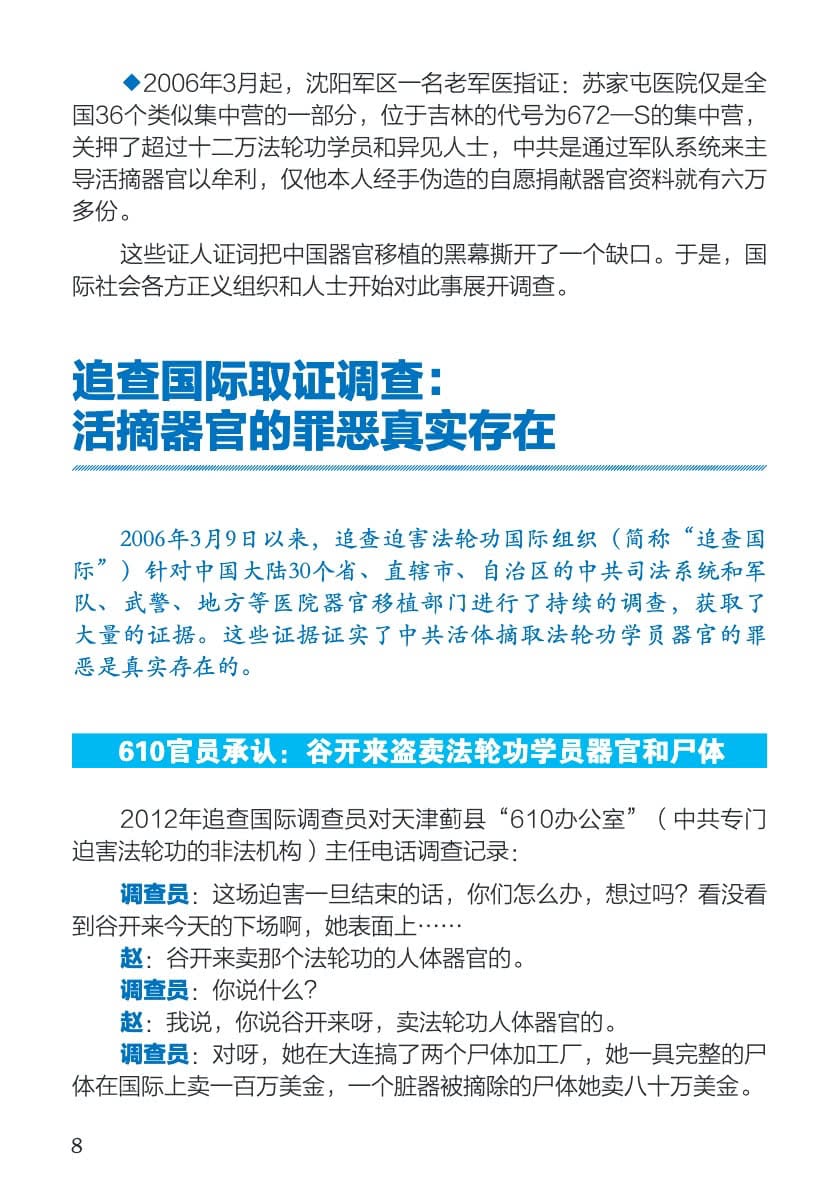 ◆2006年3月起，沈阳军区一名老军医指证：苏家屯医院仅是全
国36个类似集中营的一部分，位于吉林的代号为672—S的集中营，
关押了超过十二万法轮功学员和异见人士，中共是通过军队系统来主
导活摘器官以牟利，仅他本人经手伪造的自愿捐献器官资料就有六万
多份。
这些证人证词把中国器官移植的黑幕撕开了一个缺口。于是，国
际社会各方正义组织和人士开始对此事展开调查。
追查国际取证调查：
活摘器官的罪恶真实存在
2006年3月9日以来，追查迫害法轮功国际组织（简称“追查国
际”）针对中国大陆30个省、直辖市、自治区的中共司法系统和军
队、武警、地方等医院器官移植部门进行了持续的调查，获取了
大量的证据。这些证据证实了中共活体摘取法轮功学员器官的罪
恶是真实存在的。
610官员承认：谷开来盗卖法轮功学员器官和尸体
2012年追查国际调查员对天津蓟县“610办公室”（中共专门
迫害法轮功的非法机构）主任电话调查记录：
调查员：这场迫害一旦结束的话，你们怎么办，想过吗？看没看
到谷开来今天的下场啊，她表面上……
赵：谷开来卖那个法轮功的人体器官的。
调查员：你说什么？
赵：我说，你说谷开来呀，卖法轮功人体器官的。
调查员：对呀，她在大连搞了两个尸体加工厂，她一具完整的尸
体在国际上卖一百万美金，一个脏器被摘除的尸体她卖八十万美金。
8